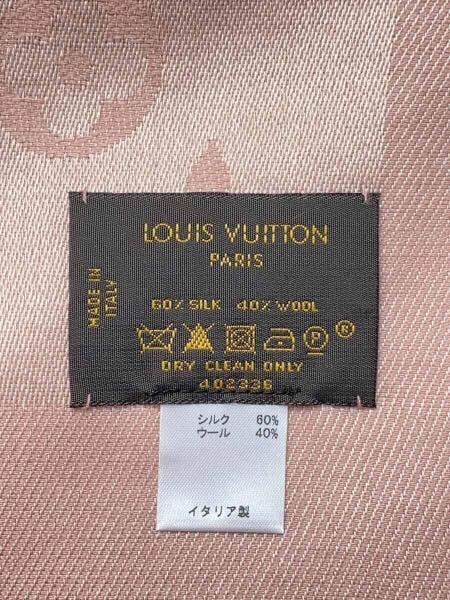 LOUIS VUITTON
PARIS
MADE IN
ITALY
60% SILK 40% WOOL
P ®
DRY CLEAN ONLY
402336
シルク 60%
ウール 40%
イタリア製